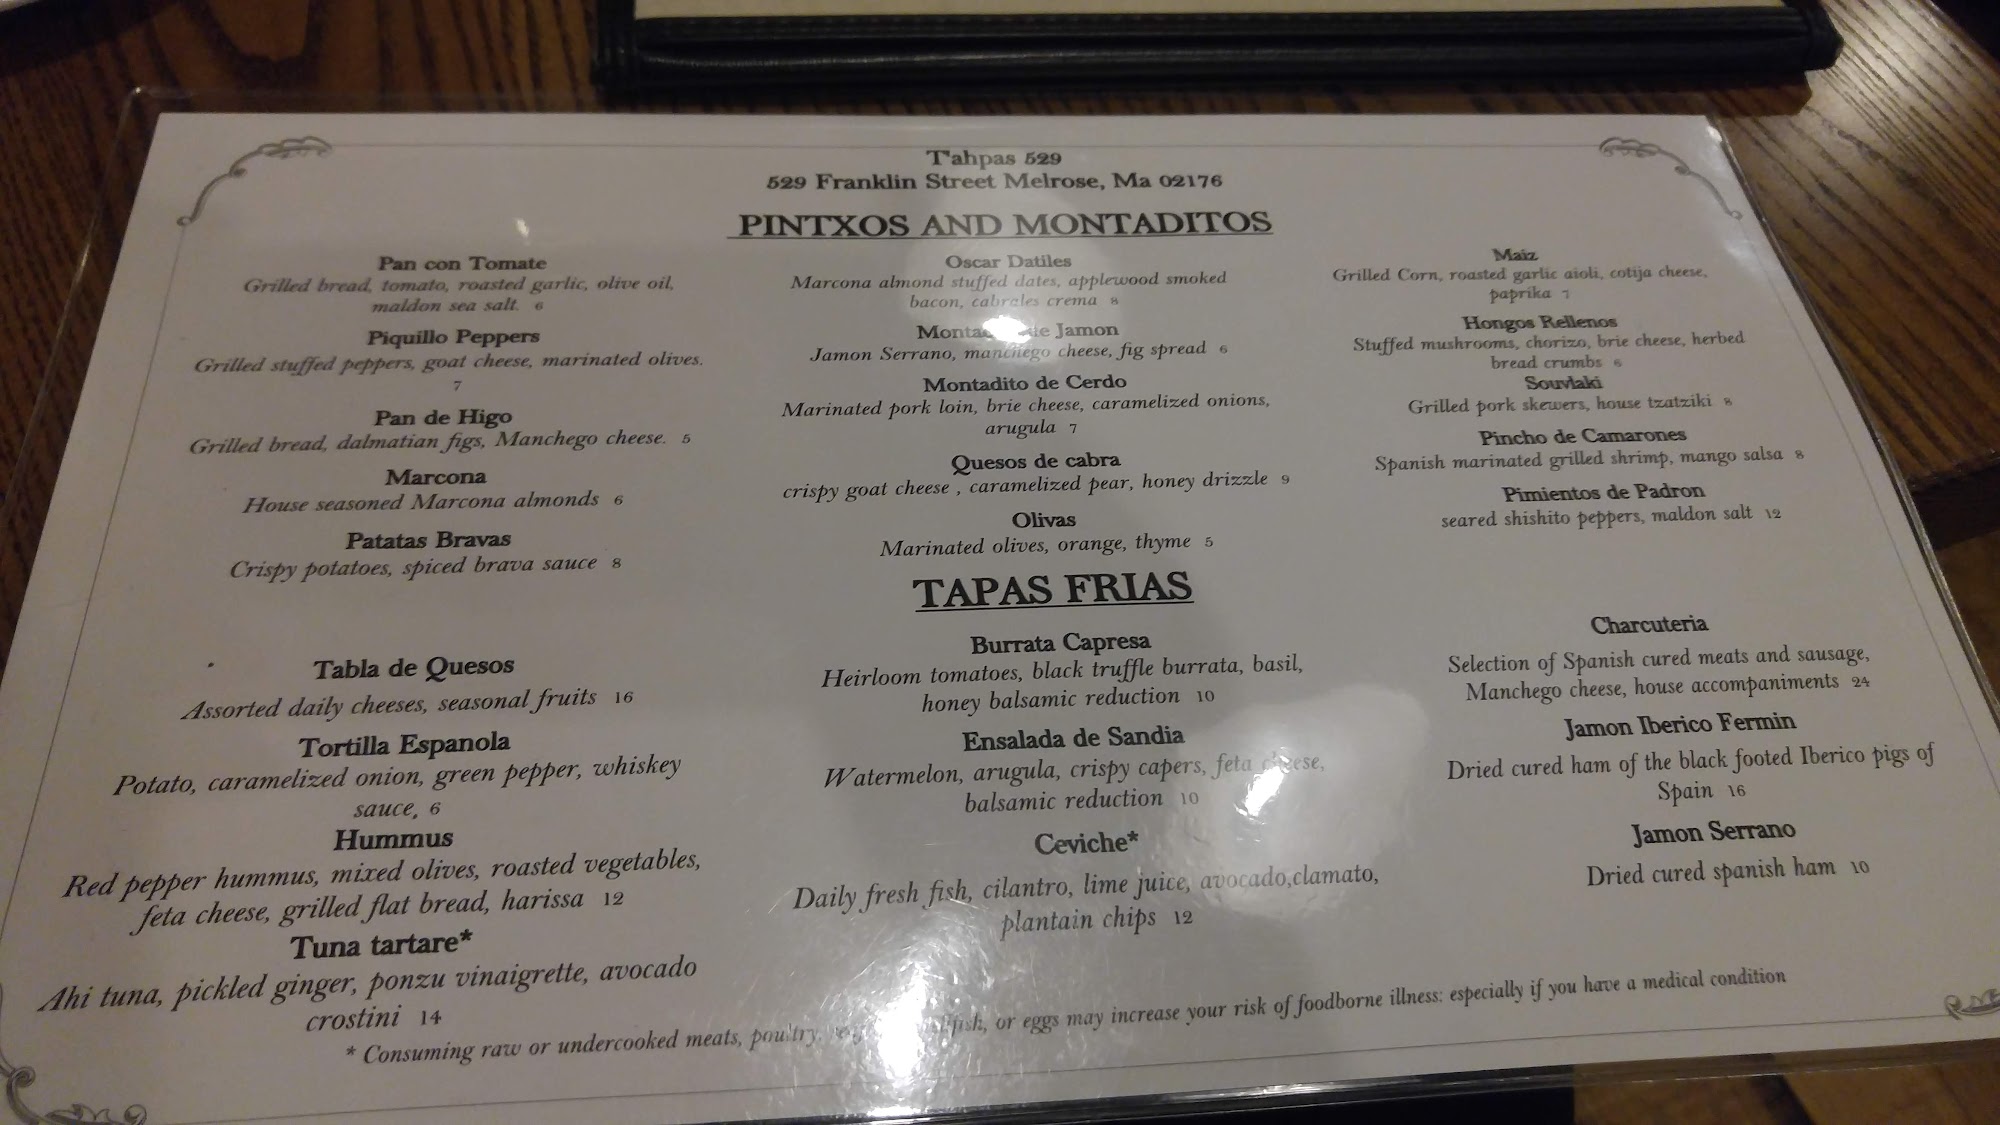 T'ahpas 529
529 Franklin Street Melrose, Ma 02176
PINTXOS AND MONTADITOS
Pan con Tomate
Grilled bread, tomato, roasted garlic, olive oil,
maldon sea salt. 6
Piquillo Peppers
Grilled stuffed peppers, goat cheese, marinated olives.
7
Pan de Higo
Grilled bread, dalmatian figs, Manchego cheese. 5
Marcona
House seasoned Marcona almonds 6
Patatas Bravas
Crispy potatoes, spiced brava sauce 8
Oscar Datiles
Marcona almond stuffed dates, applewood smoked
bacon, cabrales crema 8
Jamon
Jamon Serrano, manchego cheese, fig spread 6
Montadito de Cerdo
Marinated pork loin, brie cheese, caramelized onions,
arugula 7
Quesos de cabra
crispy goat cheese , caramelized pear, honey drizzle 9
Olivas
Marinated olives, orange, thyme 5
Maiz
Grilled Corn, roasted garlic aioli, cotija cheese,
paprika 7
Hongos Rellenos
Stuffed mushrooms, chorizo, brie cheese, herbed
bread crumbs 6
Souvlaki
Grilled pork skewers, house tzatziki 8
Pincho de Camarones
Spanish marinated grilled shrimp, mango salsa 8
Pimientos de Padron
seared shishito peppers, maldon salt 12
TAPAS FRIAS
Tabla de Quesos
Assorted daily cheeses, seasonal fruits 16
Tortilla Espanola
Potato, caramelized onion, green pepper, whiskey
sauce, 6
Hummus
Red pepper hummus, mixed olives, roasted vegetables,
feta cheese, grilled flat bread, harissa 12
Tuna tartare*
Ahi tuna, pickled ginger, ponzu vinaigrette, avocado
crostini 14
Burrata Capresa
Heirloom tomatoes, black truffle burrata, basil,
honey balsamic reduction 10
Ensalada de Sandia
Watermelon, arugula, crispy capers, feta cheese,
balsamic reduction 10
Ceviche*
Daily fresh fish, cilantro, lime juice, avocado,clamato,
plantain chips 12
Charcuteria
Selection of Spanish cured meats and sausage,
Manchego cheese, house accompaniments 24
Jamon Iberico Fermin
Dried cured ham of the black footed Iberico pigs of
Spain 16
Jamon Serrano
Dried cured spanish ham 10
* Consuming raw or undercooked meats, poultry, or eggs may increase your risk of foodborne illness: especially if you have a medical condition